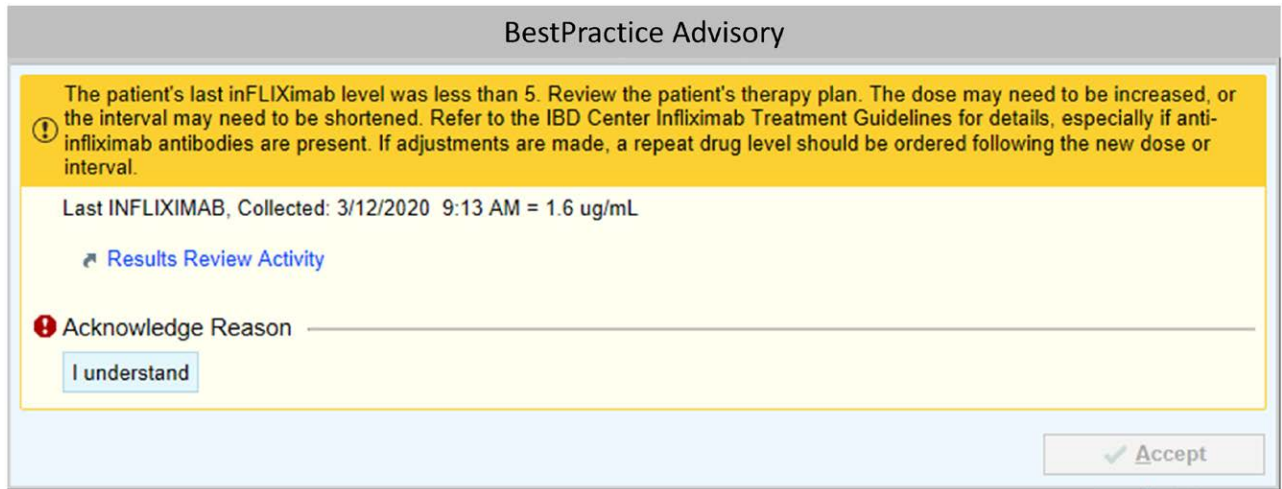 BestPractice Advisory
The patient's last inFLIXimab level was less than 5. Review the patient's therapy plan. The dose may need to be increased, or
the interval may need to be shortened. Refer to the IBD Center Infliximab Treatment Guidelines for details, especially if anti-
infliximab antibodies are present. If adjustments are made, a repeat drug level should be ordered following the new dose or
interval.
Last INFLIXIMAB, Collected: 3/12/2020 9:13 AM = 1.6 ug/mL
Results Review Activity
Acknowledge Reason
I understand
Accept